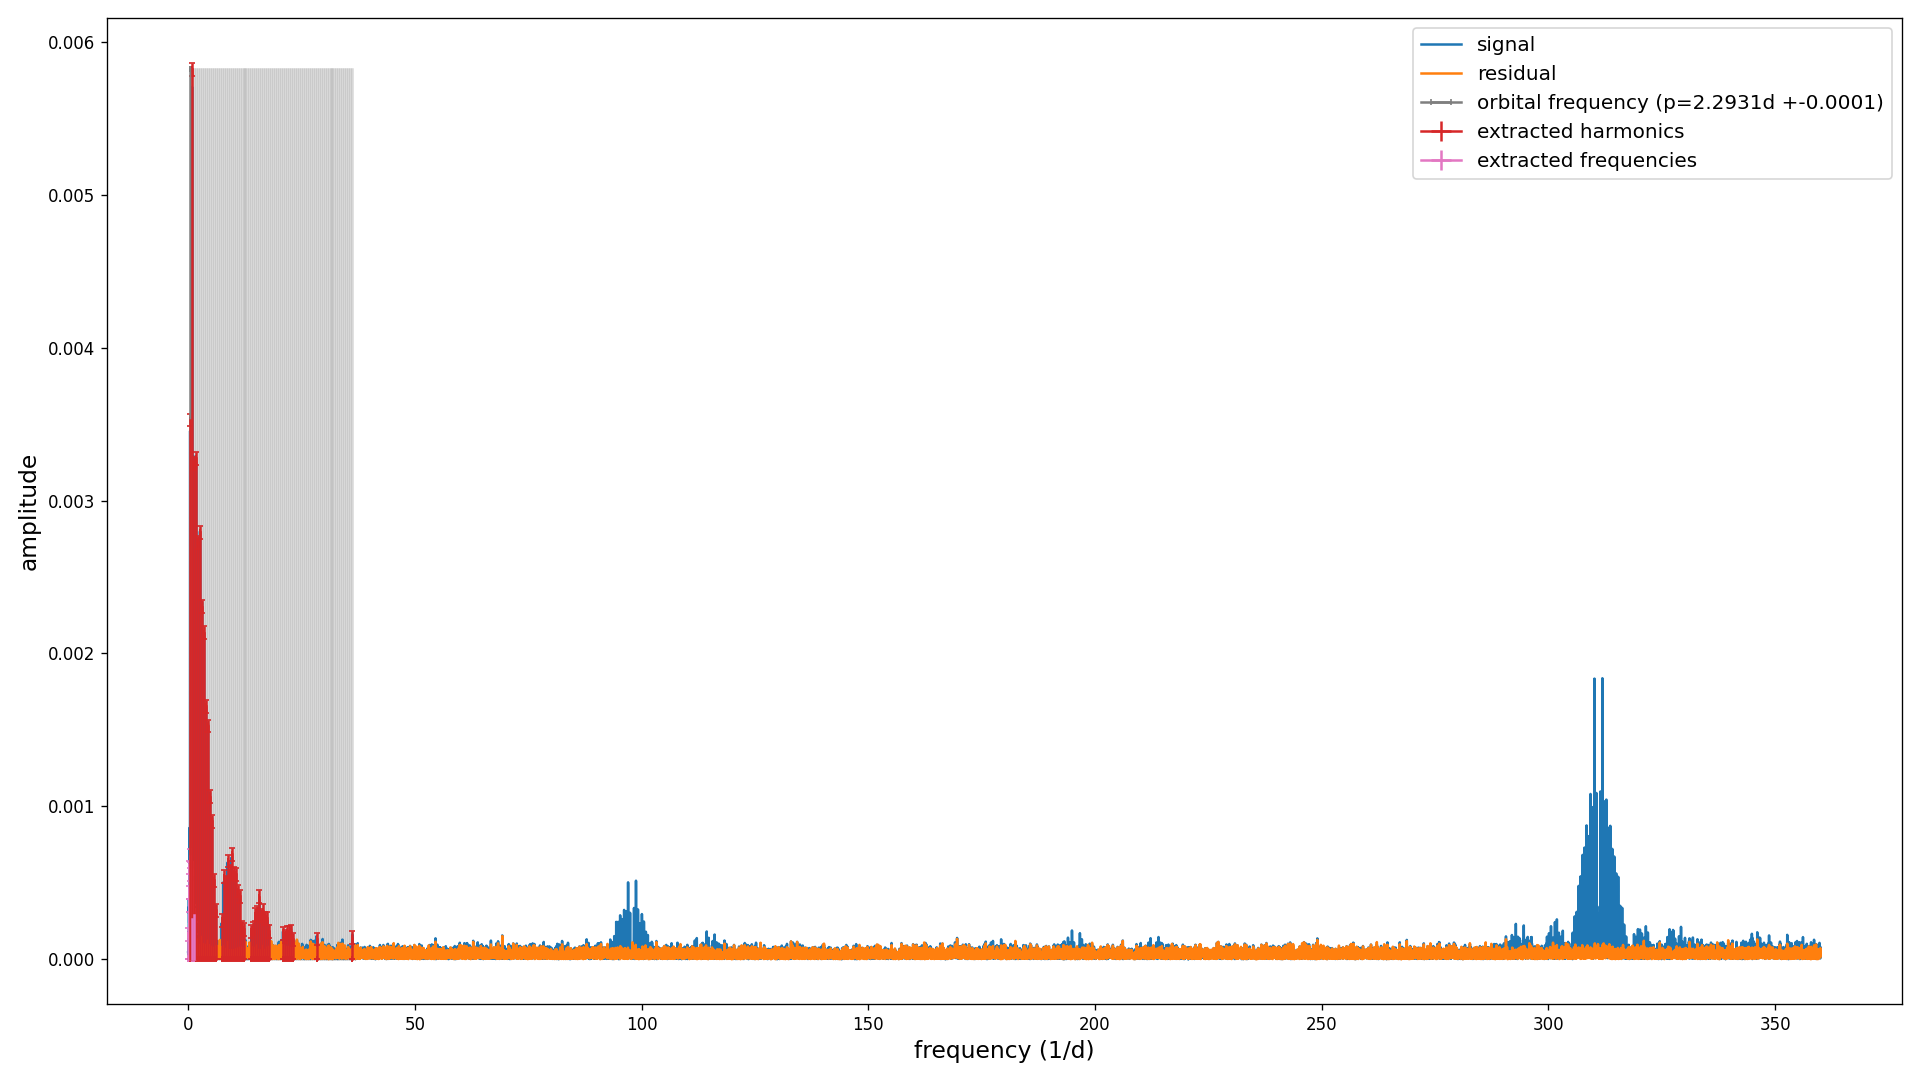 0.006
0.005
0.004
0.003
0.002
0.001
0.000
amplitude
signal
residual
orbital frequency (p=2.2931d +-0.0001)
extracted harmonics
extracted frequencies
0 50 100 150 200 250 300 350
frequency (1/d)